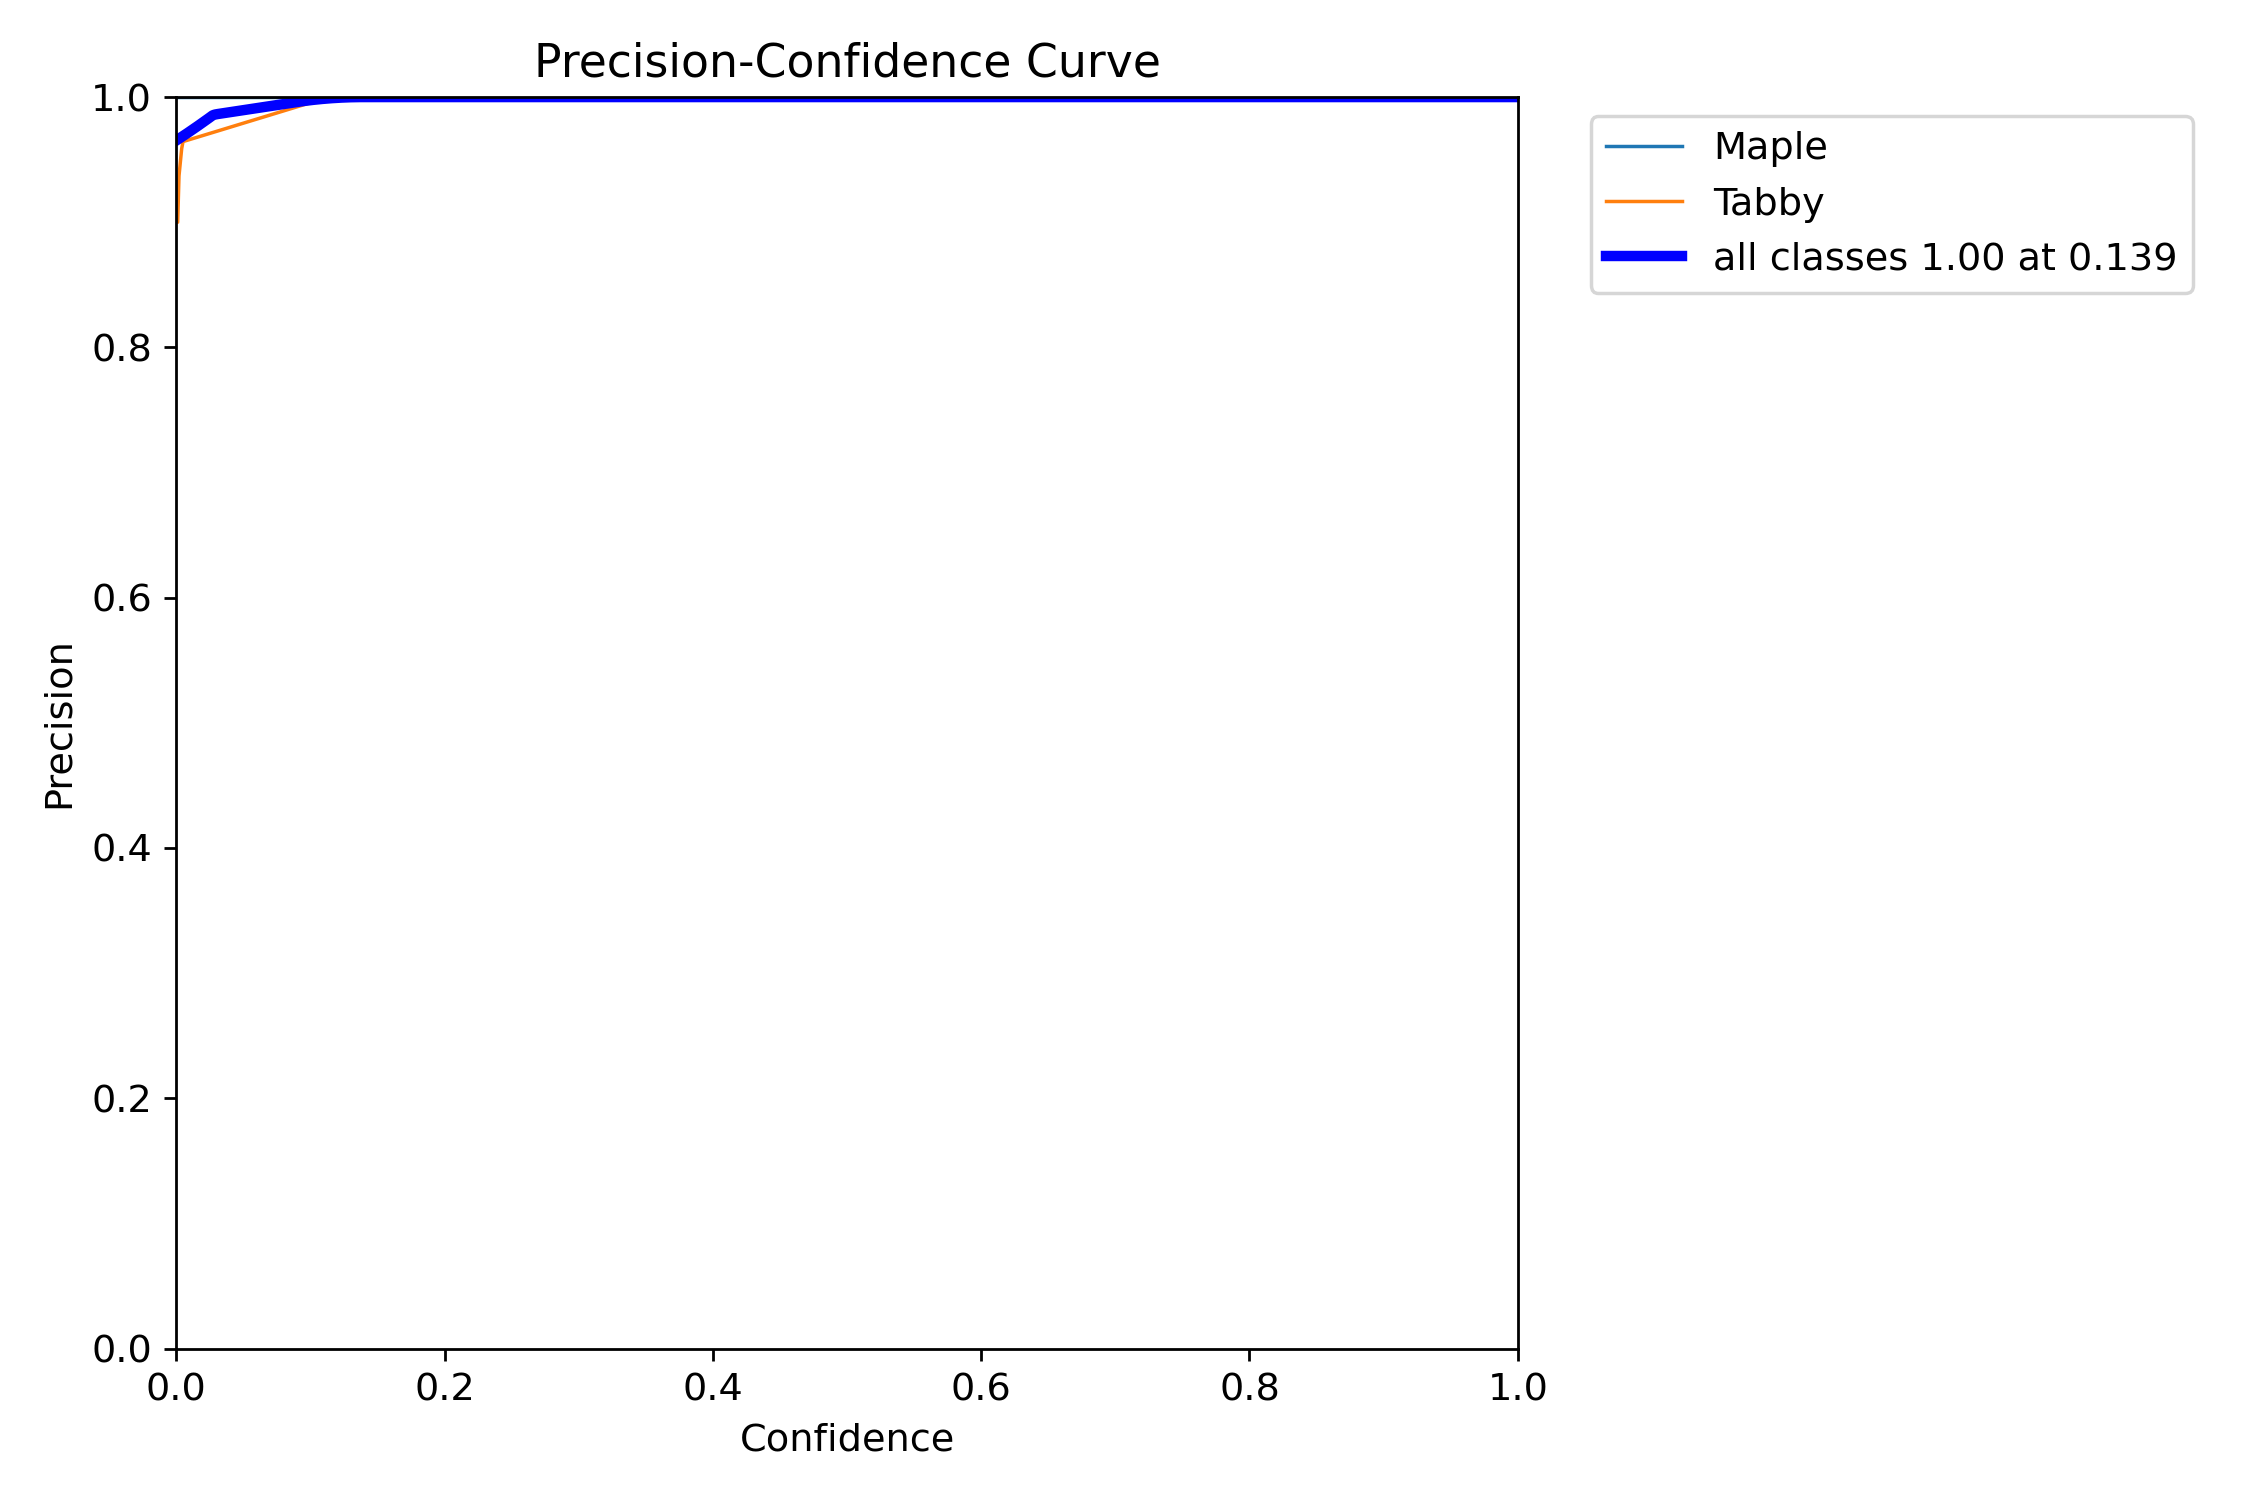 Precision-Confidence Curve
1.0
0.8
0.6
0.4
0.2
0.0
Precision
0.0 0.2 0.4 0.6 0.8 1.0
Confidence
Maple
Tabby
all classes 1.00 at 0.139